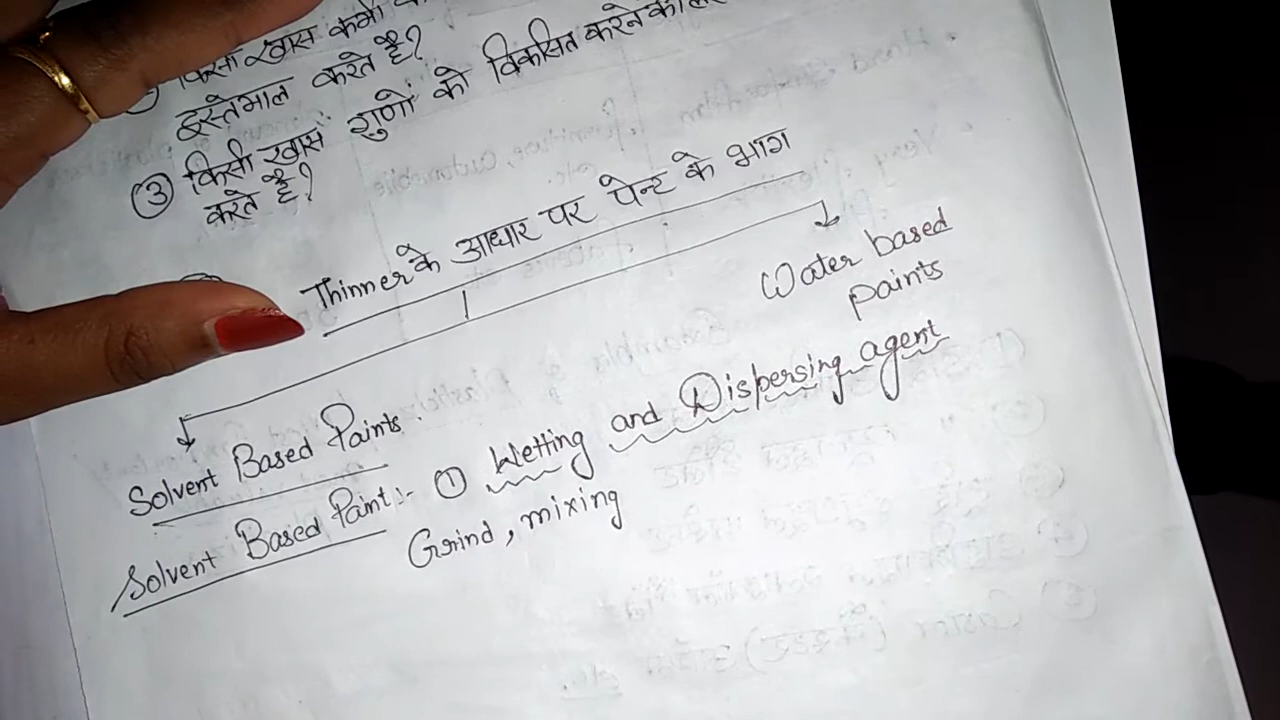 किसी खास कमी
इस्तेमाल करते है?
③ किसी खास गुणों को विकसित करने के
करते है?
Thinner के आधार पर पेन्ट के भाग
Solvent Based Paints.
Water based
paints
Solvent Based Paint:- ① Wetting and Dispersing agent
Grind, mixing